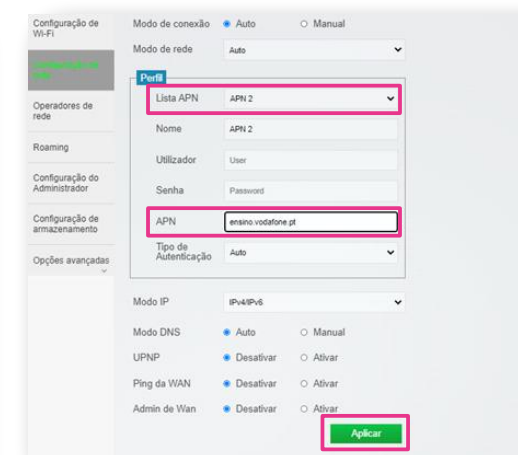 Configuração de
Wi-Fi
Configuração de
rede
Operadores de
rede
Roaming
Configuração do
Administrador
Configuração de
armazenamento
Opções avançadas
Modo de conexão Auto Manual
Modo de rede Auto
Perfil
Lista APN APN 2
Nome APN 2
Utilizador User
Senha Password
APN ensino.vodafone.pt
Tipo de
Autenticação Auto
Modo IP IPv4/IPv6
Modo DNS Auto Manual
UPNP Desativar Ativar
Ping da WAN Desativar Ativar
Admin de Wan Desativar Ativar
Aplicar